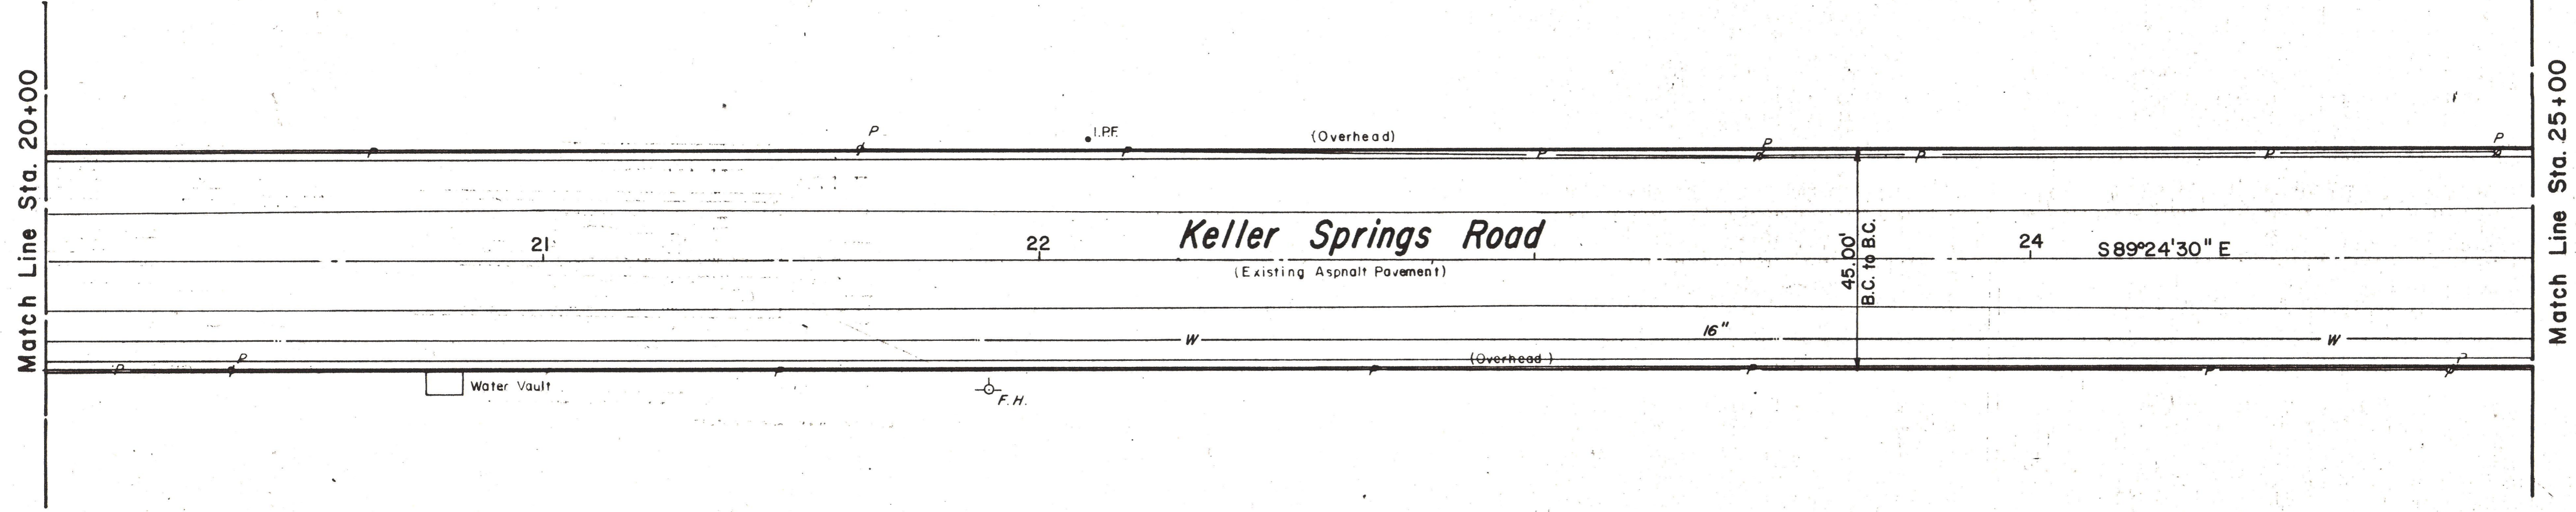 Match Line Sta. 20+00
P
I.P.F.
(Overhead)
P
P
P
P
P
P
P
P
21
22
Keller Springs Road
(Existing Aspnalt Pavement)
45.00'
B.C. to B.C.
24
S89°24'30" E
W
16"
W
P
P
P
(Overhead)
P
P
P
P
Water Vault
F.H.
Match Line Sta. 25+00